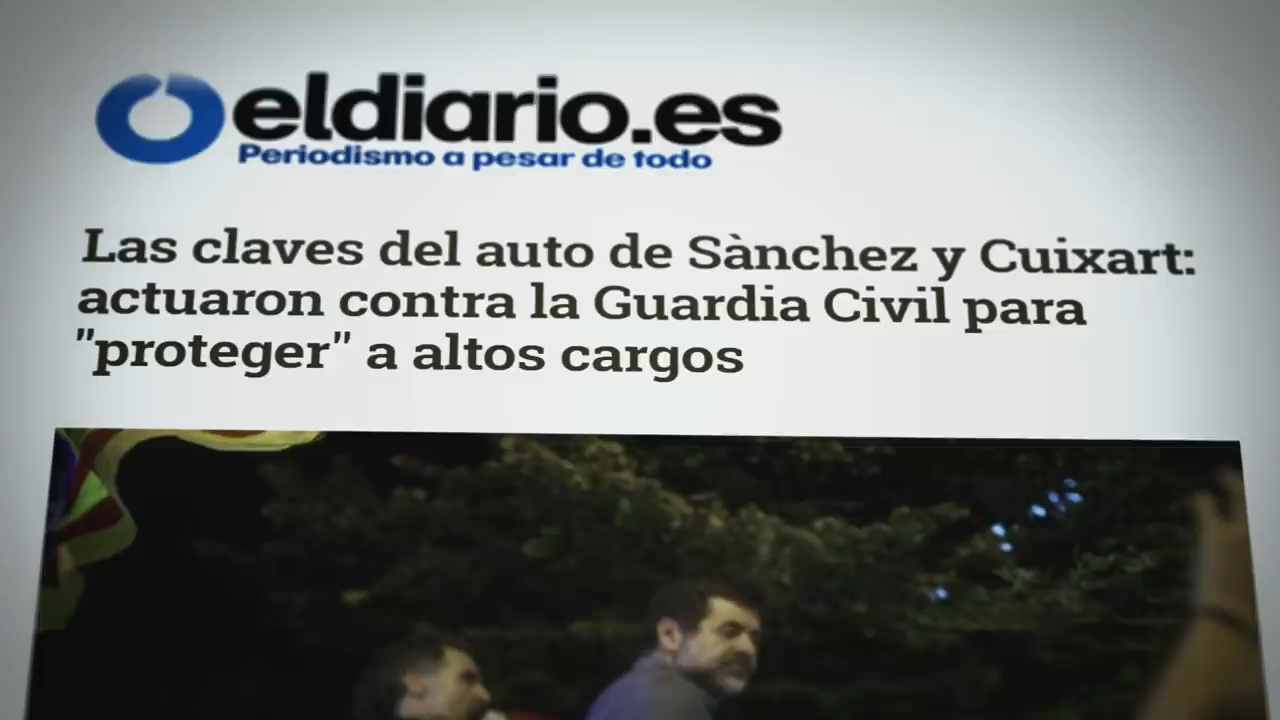 eldiario.es
Periodismo a pesar de todo
Las claves del auto de Sànchez y Cuixart:
actuaron contra la Guardia Civil para
"proteger" a altos cargos